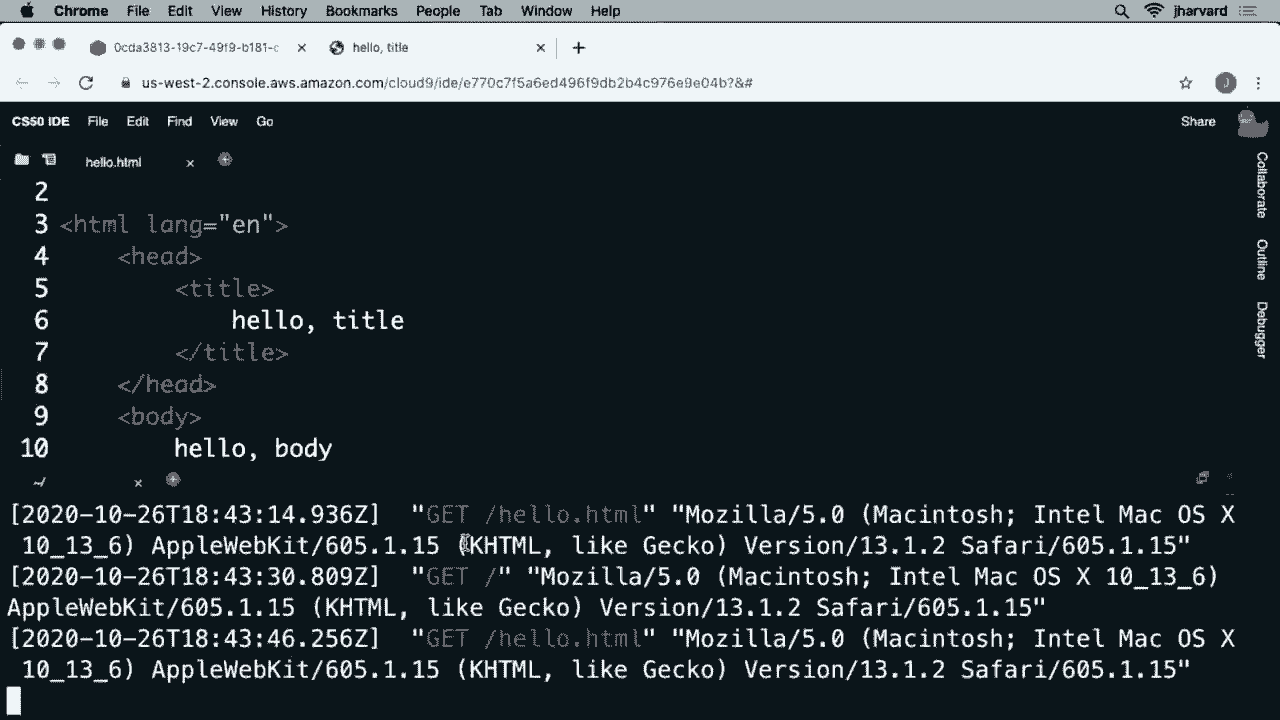 Chrome File Edit View History Bookmarks People Tab Window Help jharvard
0cda3813-19c7-49f9-b181-c × hello, title × +
us-west-2.console.aws.amazon.com/cloud9/ide/e770c7f5a6ed496f9db2b4c976e9e04b?&# J
CS50 IDE File Edit Find View Go Share
hello.html ×
2
3 <html lang="en">
4 <head>
5 <title>
6 hello, title
7 </title>
8 </head>
9 <body>
10 hello, body
~/ ×
[2020-10-26T18:43:14.936Z] "GET /hello.html" "Mozilla/5.0 (Macintosh; Intel Mac OS X
10_13_6) AppleWebKit/605.1.15 (KHTML, like Gecko) Version/13.1.2 Safari/605.1.15"
[2020-10-26T18:43:30.809Z] "GET /" "Mozilla/5.0 (Macintosh; Intel Mac OS X 10_13_6)
AppleWebKit/605.1.15 (KHTML, like Gecko) Version/13.1.2 Safari/605.1.15"
[2020-10-26T18:43:46.256Z] "GET /hello.html" "Mozilla/5.0 (Macintosh; Intel Mac OS X
10_13_6) AppleWebKit/605.1.15 (KHTML, like Gecko) Version/13.1.2 Safari/605.1.15"
Collaborate
Outline
Debugger